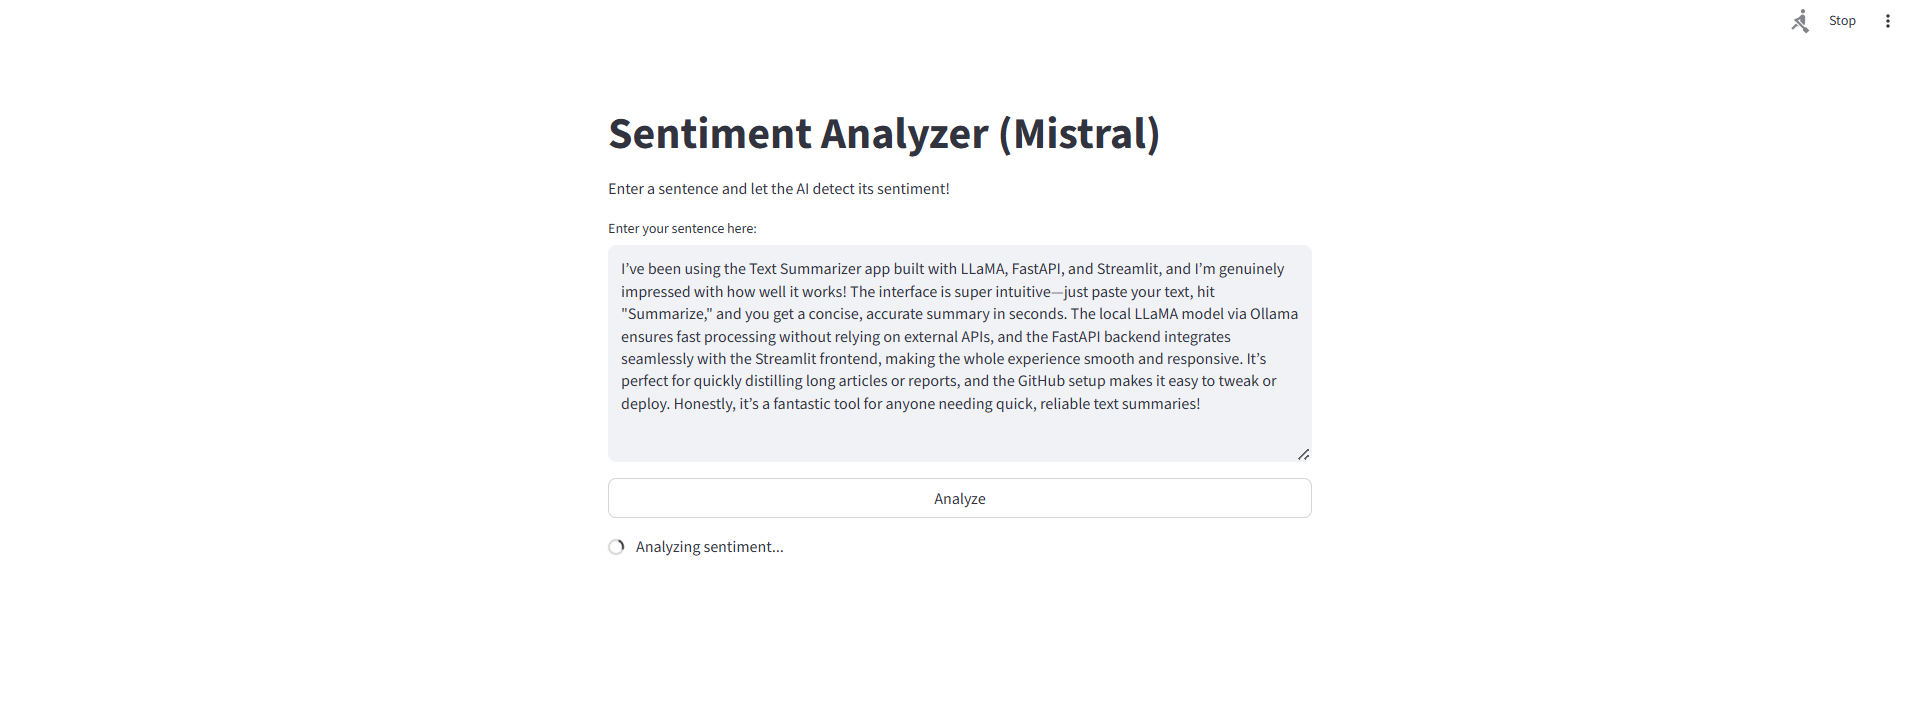 Stop
Sentiment Analyzer (Mistral)
Enter a sentence and let the AI detect its sentiment!
Enter your sentence here:
I’ve been using the Text Summarizer app built with LLaMA, FastAPI, and Streamlit, and I’m genuinely
impressed with how well it works! The interface is super intuitive—just paste your text, hit
"Summarize," and you get a concise, accurate summary in seconds. The local LLaMA model via Ollama
ensures fast processing without relying on external APIs, and the FastAPI backend integrates
seamlessly with the Streamlit frontend, making the whole experience smooth and responsive. It’s
perfect for quickly distilling long articles or reports, and the GitHub setup makes it easy to tweak or
deploy. Honestly, it’s a fantastic tool for anyone needing quick, reliable text summaries!
Analyze
Analyzing sentiment...